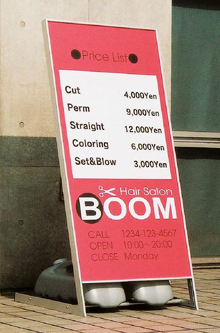 Price List
Cut 4,000Yen
Perm 9,000Yen
Straight 12,000Yen
Coloring 6,000Yen
Set&Blow 3,000Yen
Hair Salon
BOOM
CALL 1234-123-4567
OPEN 10:00~20:00
CLOSE Monday